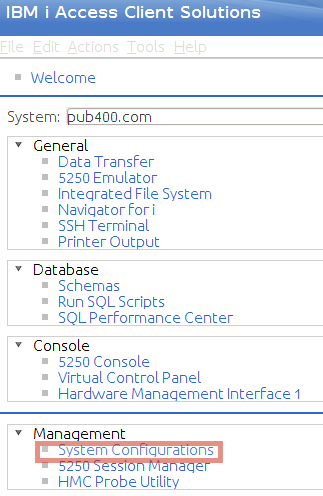 IBM i Access Client Solutions
File Edit Actions Tools Help
Welcome
System: pub400.com
General
Data Transfer
5250 Emulator
Integrated File System
Navigator for i
SSH Terminal
Printer Output
Database
Schemas
Run SQL Scripts
SQL Performance Center
Console
5250 Console
Virtual Control Panel
Hardware Management Interface 1
Management
System Configurations
5250 Session Manager
HMC Probe Utility